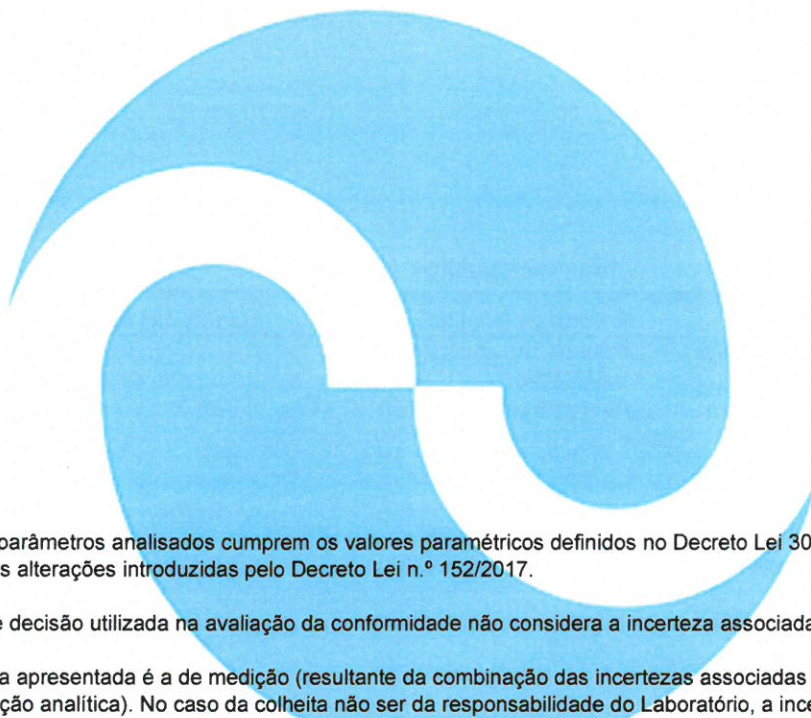 parâmetros analisados cumprem os valores paramétricos definidos no Decreto Lei 30
s alterações introduzidas pelo Decreto Lei n.º 152/2017.
e decisão utilizada na avaliação da conformidade não considera a incerteza associada
a apresentada é a de medição (resultante da combinação das incertezas associadas
ção analítica). No caso da colheita não ser da responsabilidade do Laboratório, a inc